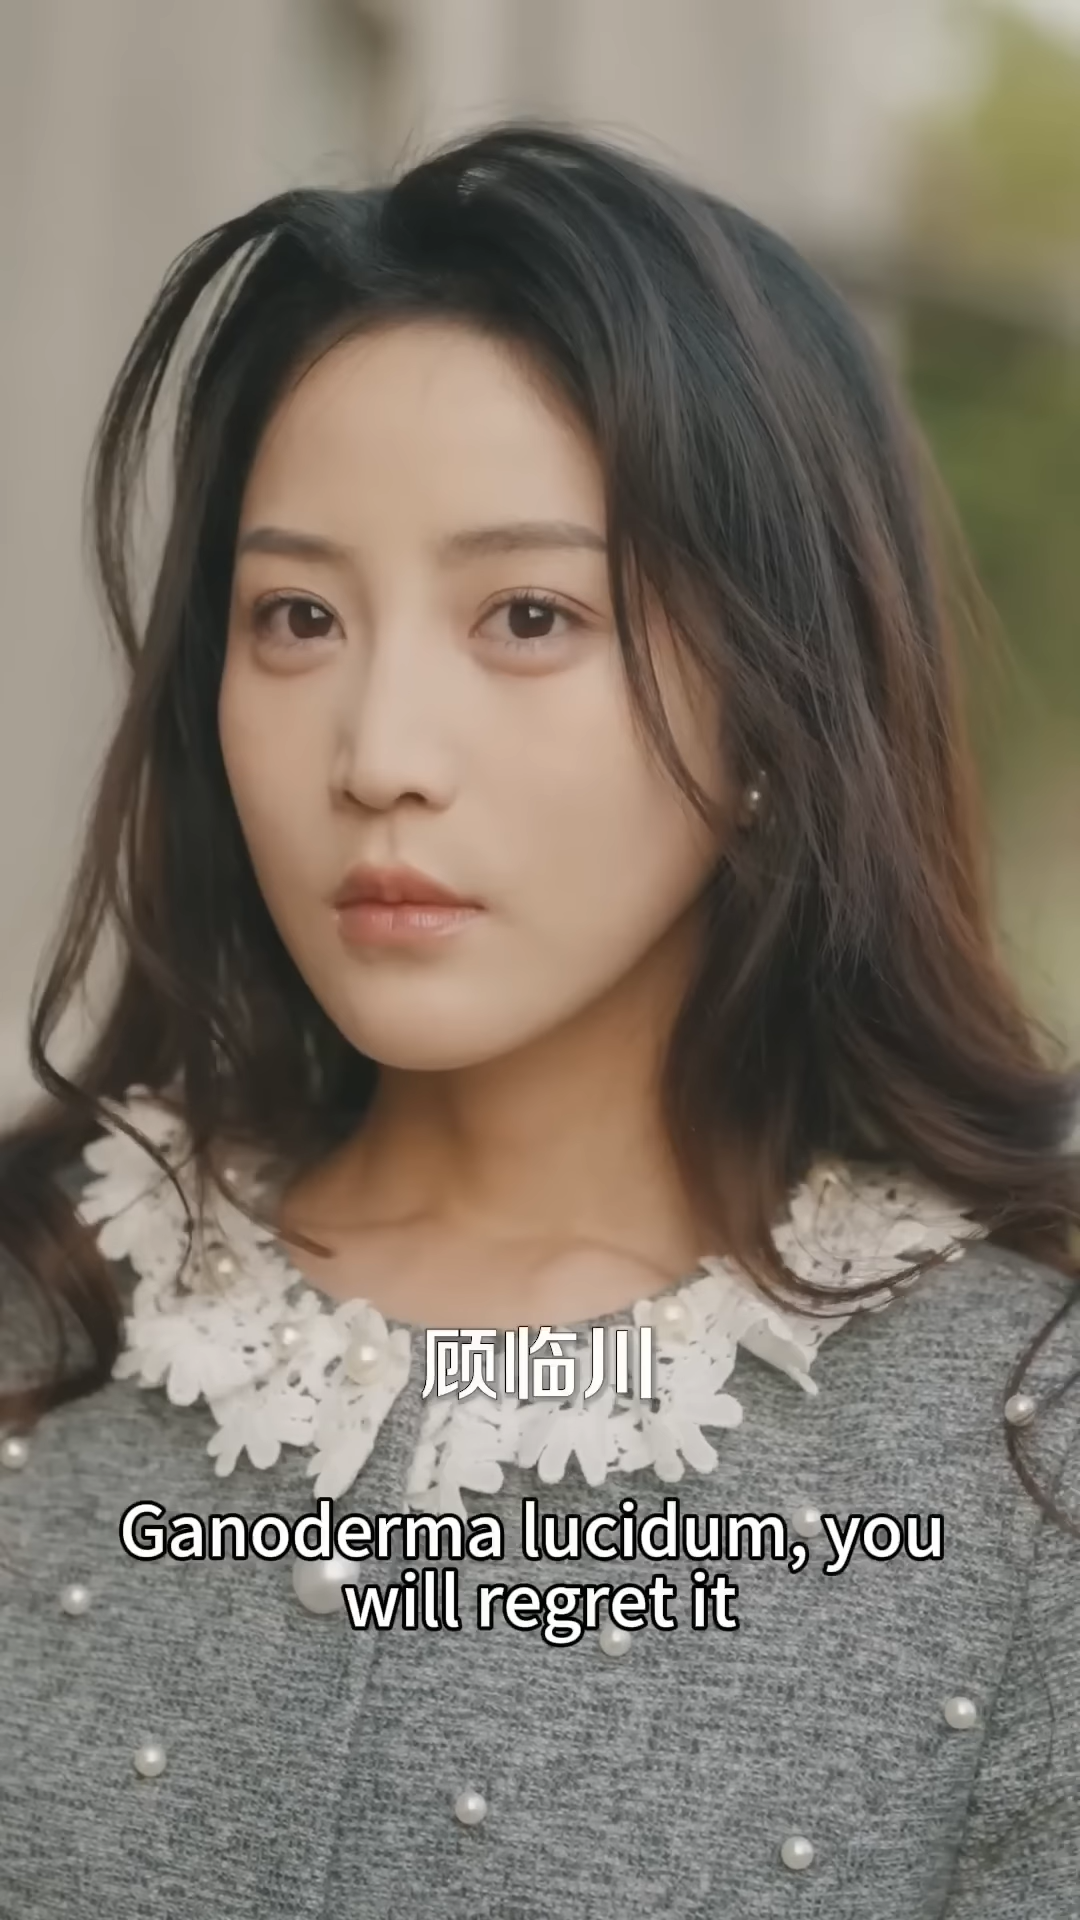 顾临川
Ganoderma lucidum, you
will regret it